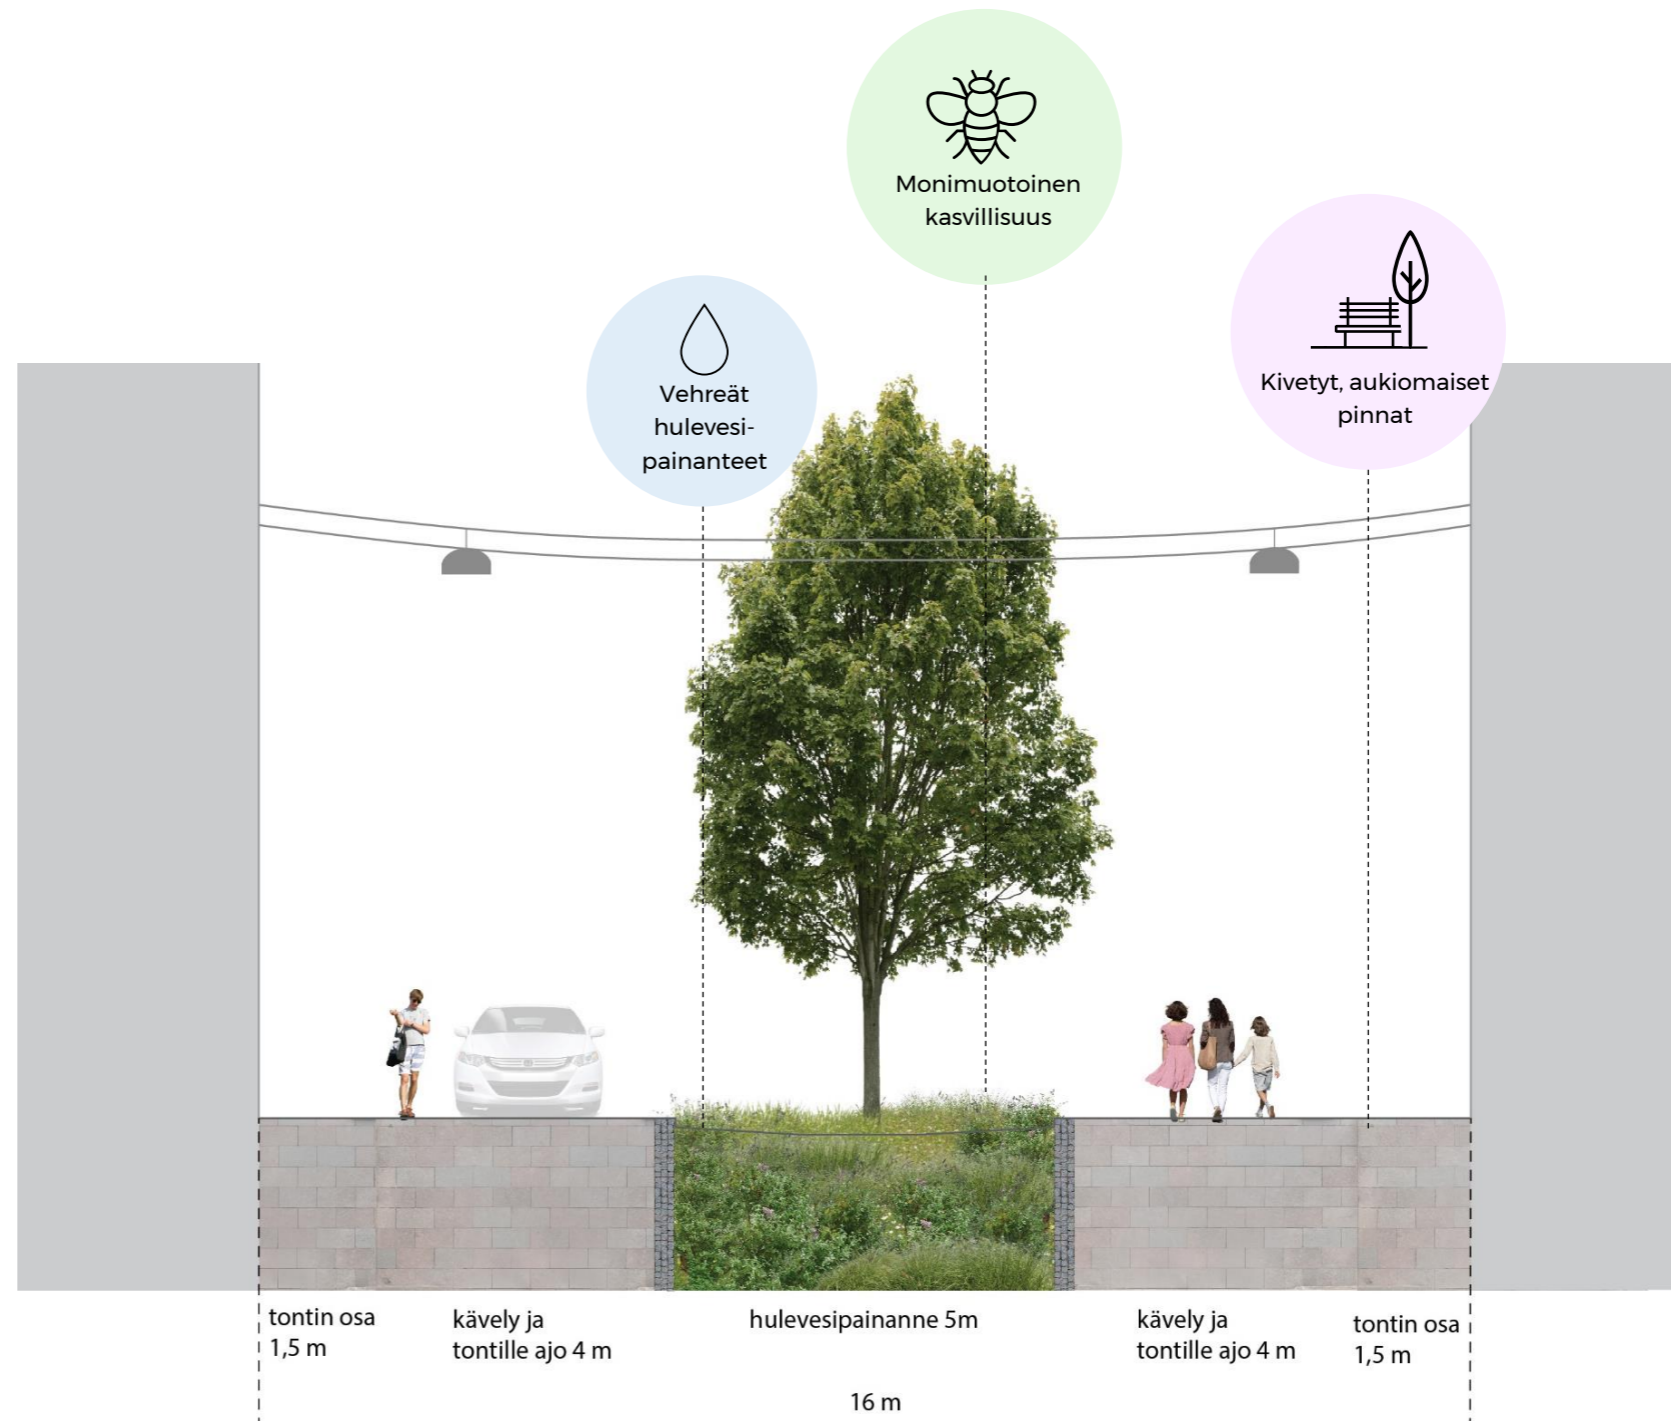 Monimuotoinen
kasvillisuus
Vehreät
hulevesi-
painanteet
Kivetyt, aukiomaiset
pinnat
tontin osa
1,5 m
kävely ja
tontille ajo 4 m
hulevesipainanne 5m
kävely ja
tontille ajo 4 m
tontin osa
1,5 m
16 m